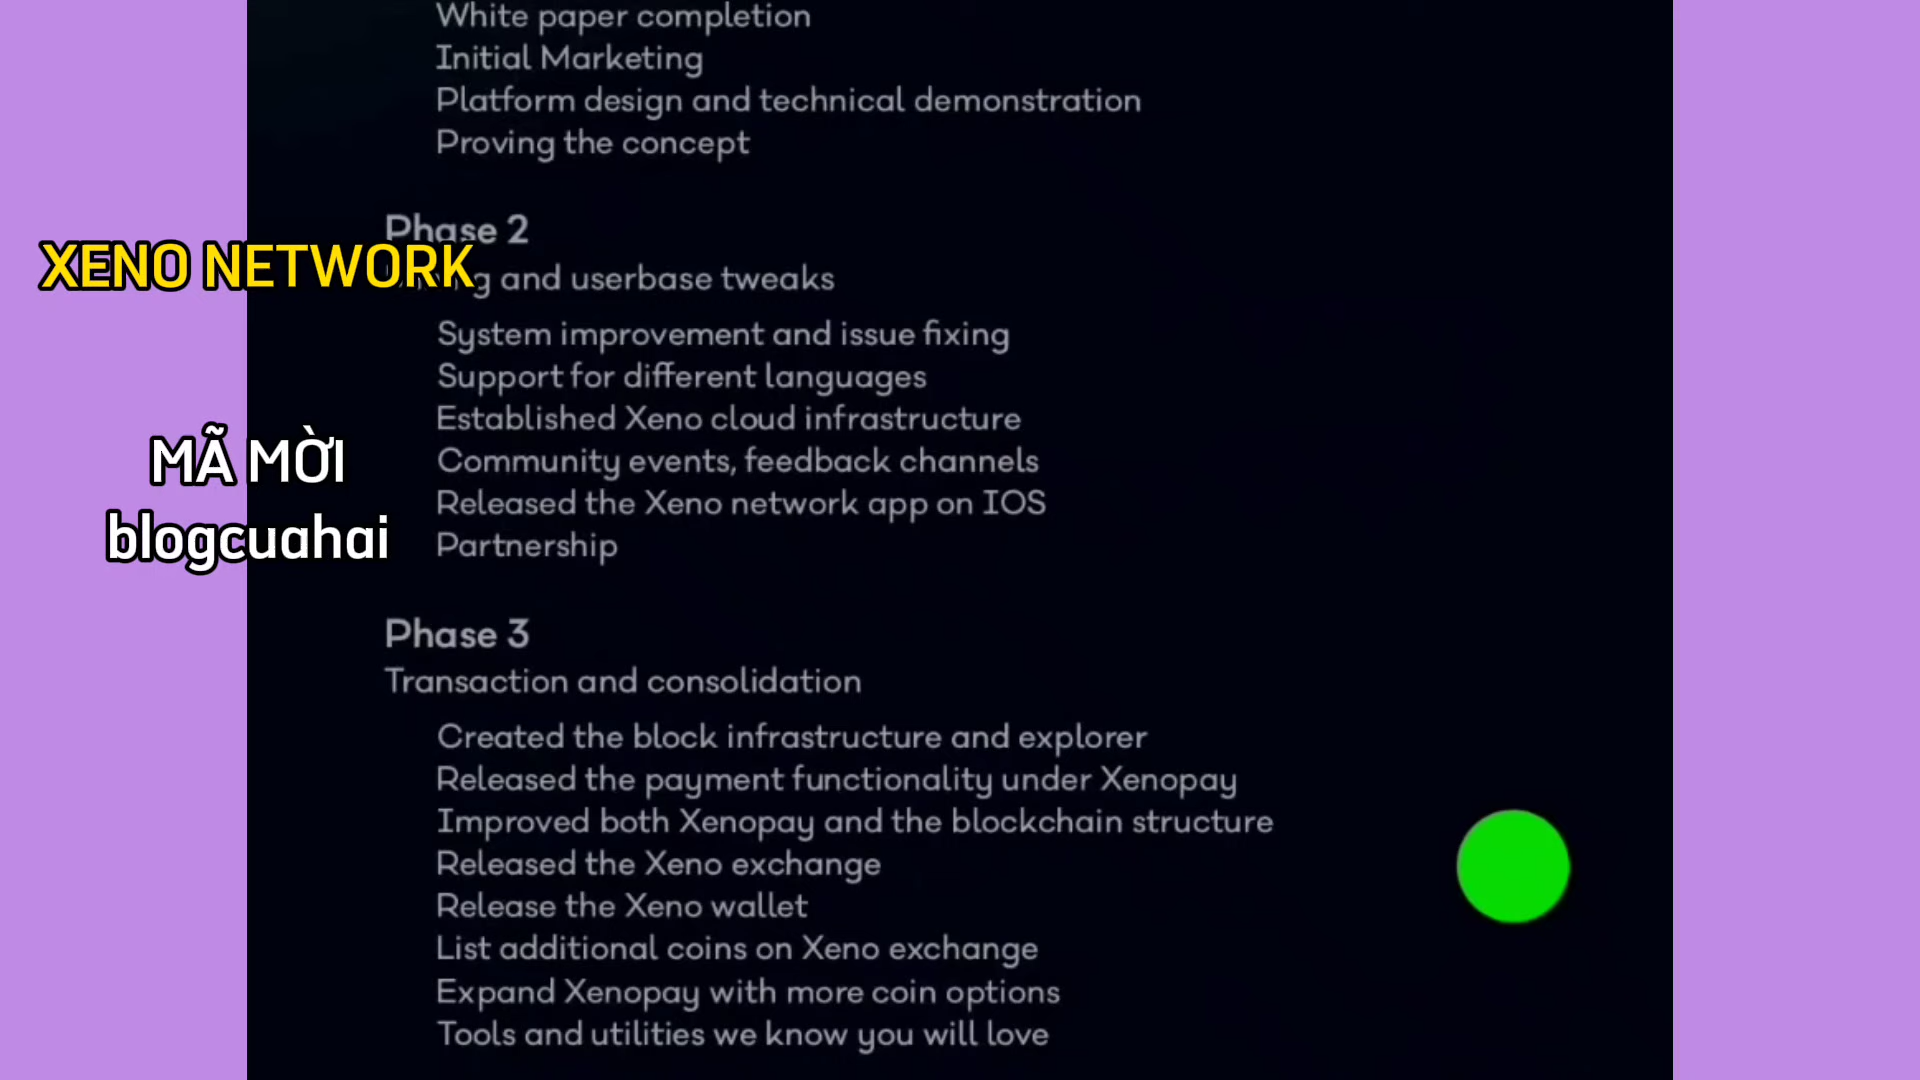 White paper completion
Initial Marketing
Platform design and technical demonstration
Proving the concept
Phase 2
XENO NETWORK
and userbase tweaks
System improvement and issue fixing
Support for different languages
Established Xeno cloud infrastructure
MÃ MỜI
Community events, feedback channels
Released the Xeno network app on IOS
blogcuahai
Partnership
Phase 3
Transaction and consolidation
Created the block infrastructure and explorer
Released the payment functionality under Xenopay
Improved both Xenopay and the blockchain structure
Released the Xeno exchange
Release the Xeno wallet
List additional coins on Xeno exchange
Expand Xenopay with more coin options
Tools and utilities we know you will love